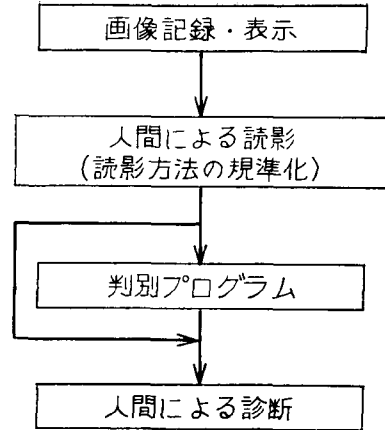 画像記録・表示
人間による読影
(読影方法の規準化)
判別プログラム
人間による診断